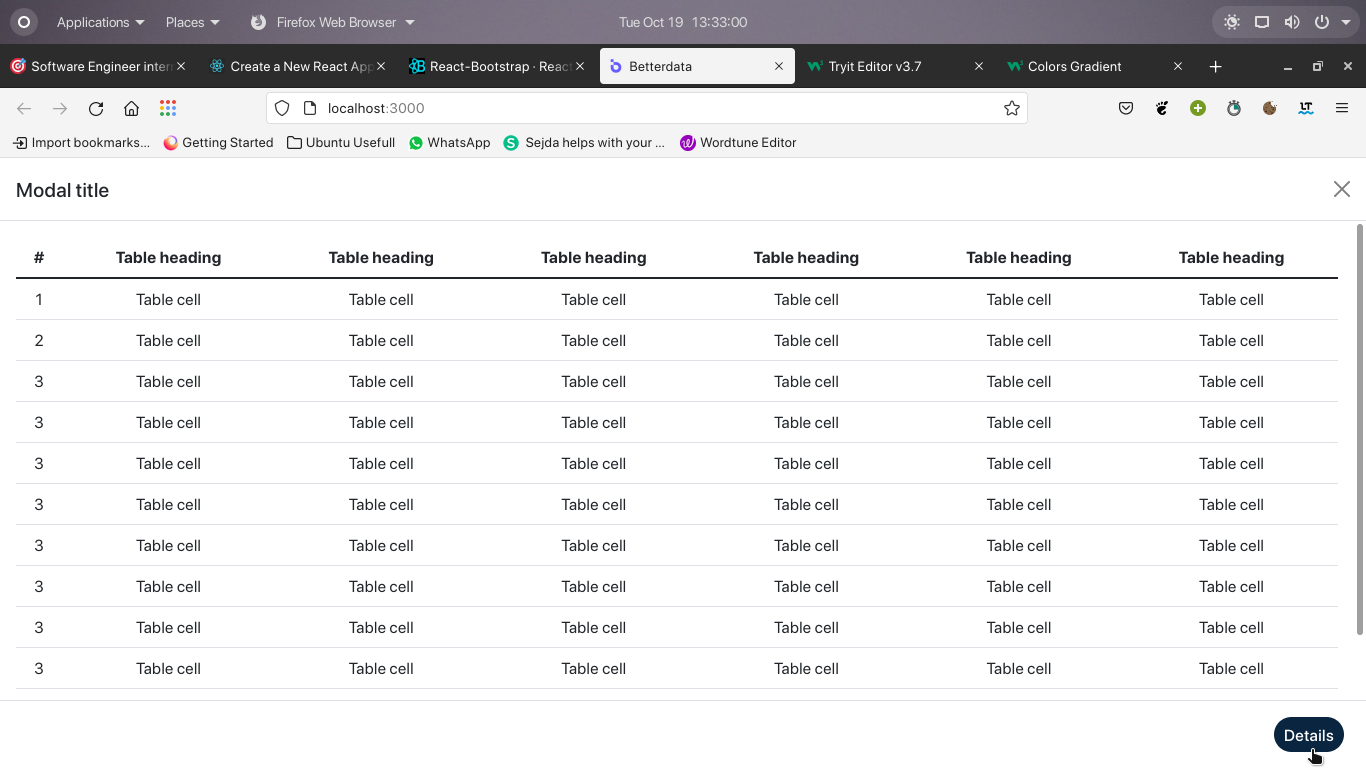 Applications Places Firefox Web Browser Tue Oct 19 13:33:00
Software Engineer inter Create a New React App React-Bootstrap · React Betterdata Tryit Editor v3.7 Colors Gradient
localhost:3000 LT
Import bookmarks... Getting Started Ubuntu Usefull WhatsApp S Sejda helps with your ... Wordtune Editor
Modal title
# Table heading Table heading Table heading Table heading Table heading Table heading
1 Table cell Table cell Table cell Table cell Table cell Table cell
2 Table cell Table cell Table cell Table cell Table cell Table cell
3 Table cell Table cell Table cell Table cell Table cell Table cell
3 Table cell Table cell Table cell Table cell Table cell Table cell
3 Table cell Table cell Table cell Table cell Table cell Table cell
3 Table cell Table cell Table cell Table cell Table cell Table cell
3 Table cell Table cell Table cell Table cell Table cell Table cell
3 Table cell Table cell Table cell Table cell Table cell Table cell
3 Table cell Table cell Table cell Table cell Table cell Table cell
3 Table cell Table cell Table cell Table cell Table cell Table cell
Details